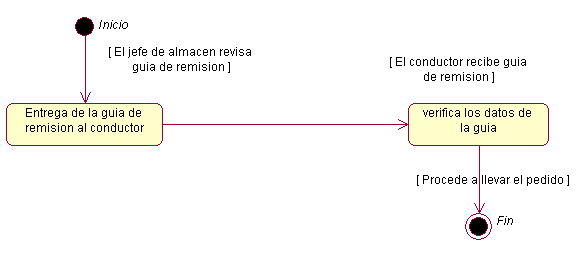 Inicio
[ El jefe de almacen revisa
guia de remision ]
[ El conductor recibe guia
de remision ]
Entrega de la guia de
remision al conductor
verifica los datos de
la guia
[ Procede a llevar el pedido ]
Fin